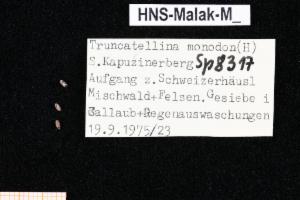 HNS-Malak-M_
Truncatellina monodon(H)
S.Kapuzinerberg Sp8317
Aufgang z.Schweizerhäusl
Mischwald+Felsen.Gesiebe i
Fallaub+Regenauswaschungen
19.9.1975/23